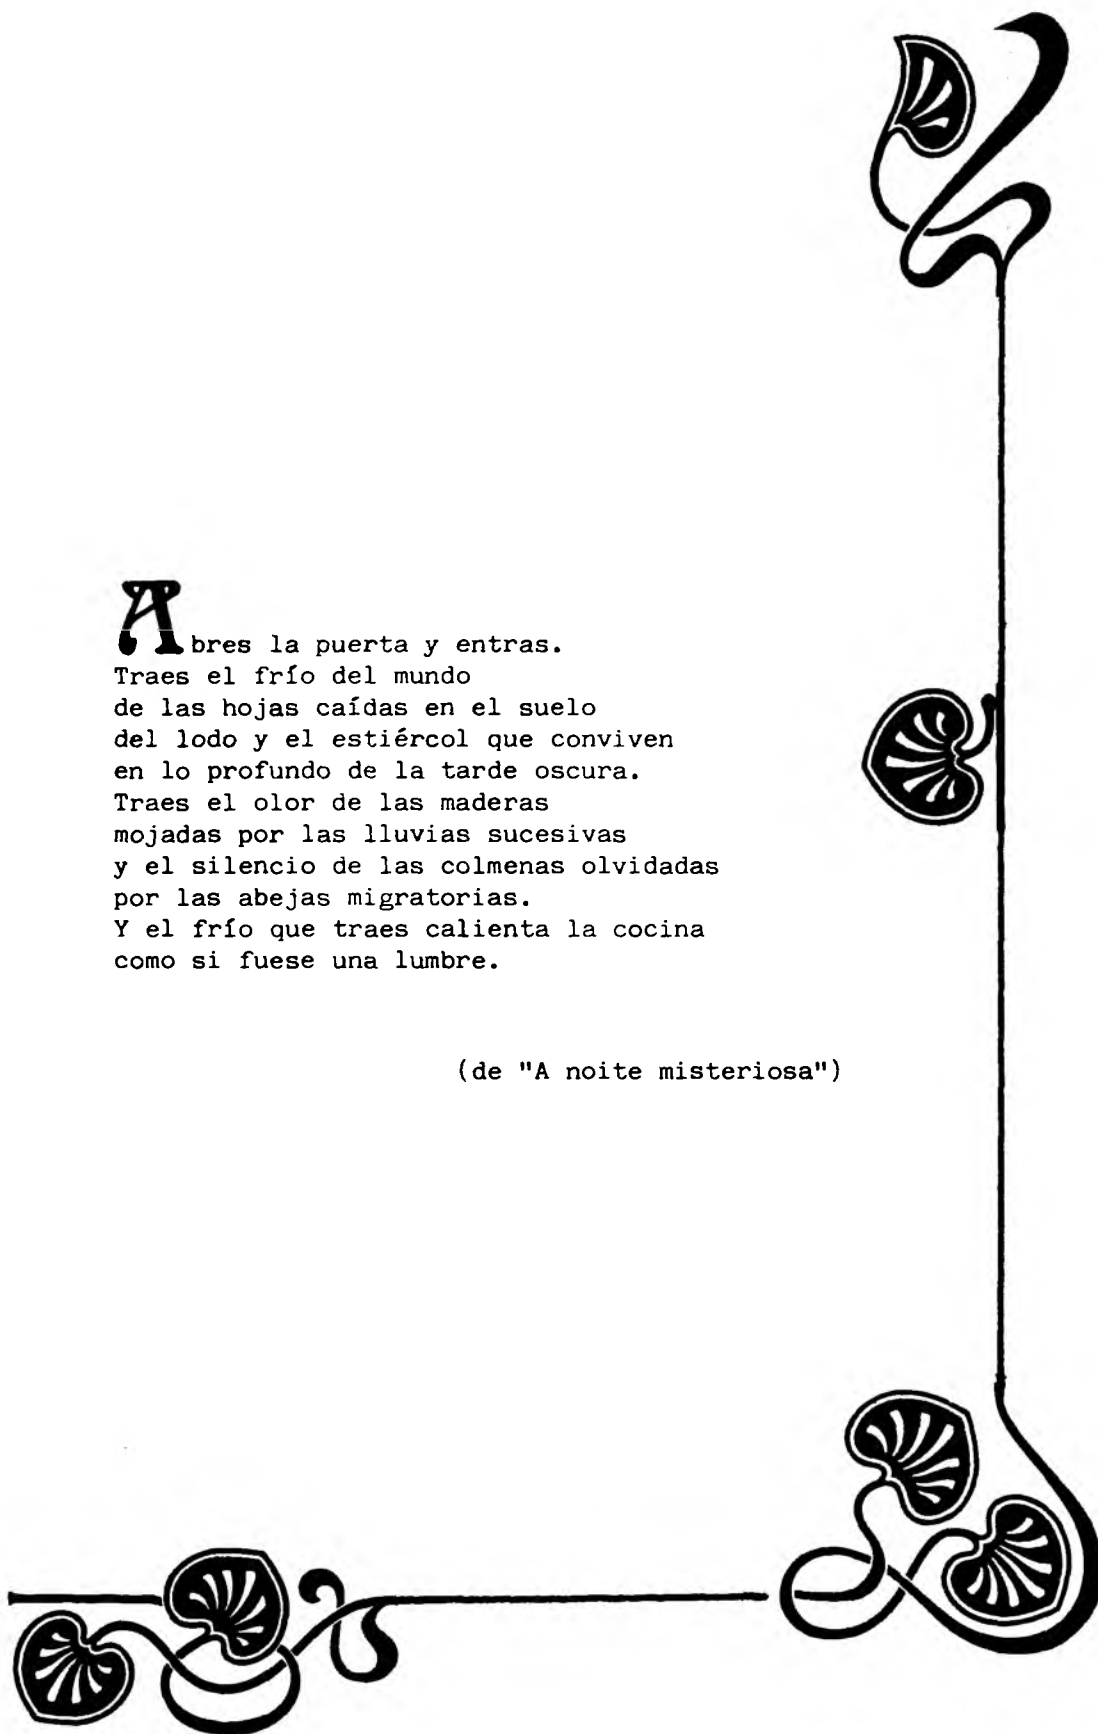 Abres la puerta y entras.
Traes el frío del mundo
de las hojas caídas en el suelo
del lodo y el estiércol que conviven
en lo profundo de la tarde oscura.
Traes el olor de las maderas
mojadas por las lluvias sucesivas
y el silencio de las colmenas olvidadas
por las abejas migratorias.
Y el frío que traes calienta la cocina
como si fuese una lumbre.
(de "A noite misteriosa")